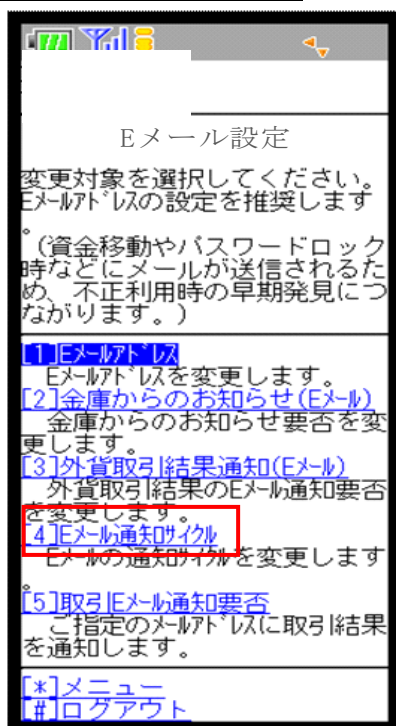 Eメール設定
変更対象を選択してください。
Eﾒｰﾙｱﾄﾞﾚｽの設定を推奨します
。
（資金移動やパスワードロック
時などにメールが送信されるた
め、不正利用時の早期発見につ
ながります。）
[1]Eﾒｰﾙｱﾄﾞﾚｽ
Eﾒｰﾙｱﾄﾞﾚｽを変更します。
[2]金庫からのお知らせ(Eﾒｰﾙ)
金庫からのお知らせ要否を変
更します。
[3]外貨取引結果通知(Eﾒｰﾙ)
外貨取引結果のEﾒｰﾙ通知要否
を変更します。
[4]Eﾒｰﾙ通知ｻｲｸﾙ
Eﾒｰﾙの通知ｻｲｸﾙを変更します
。
[5]取引Eﾒｰﾙ通知要否
ご指定のﾒｰﾙｱﾄﾞﾚｽに取引結果
を通知します。
[*]メニュー
[#]ログアウト